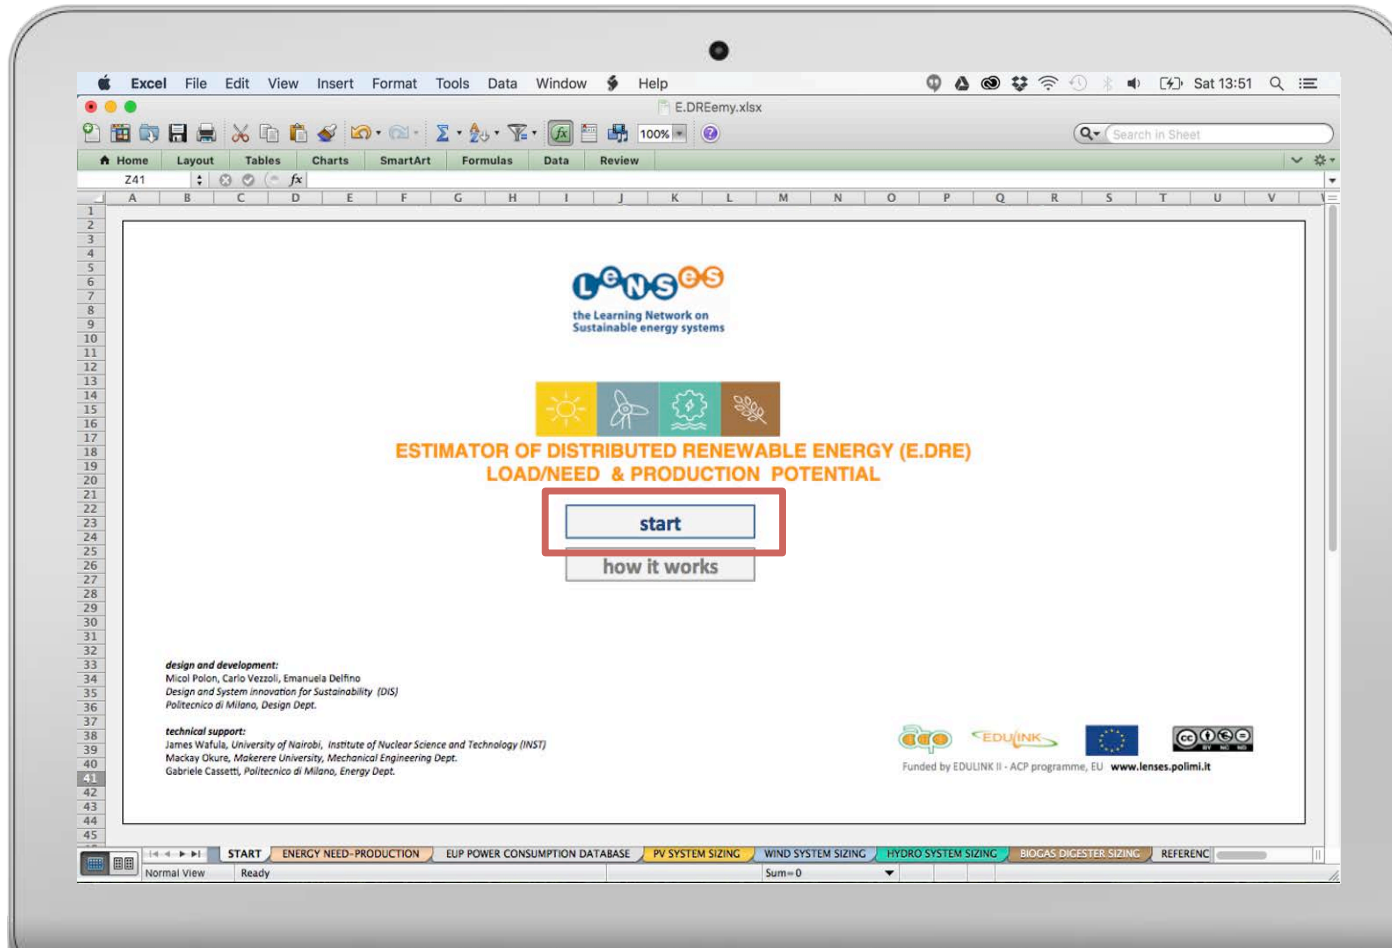 Excel File Edit View Insert Format Tools Data Window Help Sat 13:51
E.DREemy.xlsx
100% Search in Sheet
Home Layout Tables Charts SmartArt Formulas Data Review
Z41 fx
A B C D E F G H I J K L M N O P Q R S T U V
1
2
3
4
5
6
7
8
9
10
11
12
13
14
15
16
17
18
19
20
21
22
23
24
25
26
27
28
29
30
31
32
33
34
35
36
37
38
39
40
41
42
43
44
45
LeNSes
the Learning Network on
Sustainable energy systems
ESTIMATOR OF DISTRIBUTED RENEWABLE ENERGY (E.DRE)
LOAD/NEED & PRODUCTION POTENTIAL
start
how it works
design and development:
Micol Polon, Carlo Vezzoli, Emanuela Delfino
Design and System innovation for Sustainability (DIS)
Politecnico di Milano, Design Dept.
technical support:
James Wafula, University of Nairobi, Institute of Nuclear Science and Technology (INST)
Mackay Okure, Makerere University, Mechanical Engineering Dept.
Gabriele Cassetti, Politecnico di Milano, Energy Dept.
acp EDULINK cc BY NC ND
Funded by EDULINK II - ACP programme, EU www.lenses.polimi.it
START ENERGY NEED-PRODUCTION EUP POWER CONSUMPTION DATABASE PV SYSTEM SIZING WIND SYSTEM SIZING HYDRO SYSTEM SIZING BIOGAS DIGESTER SIZING REFERENC
Normal View Ready Sum=0